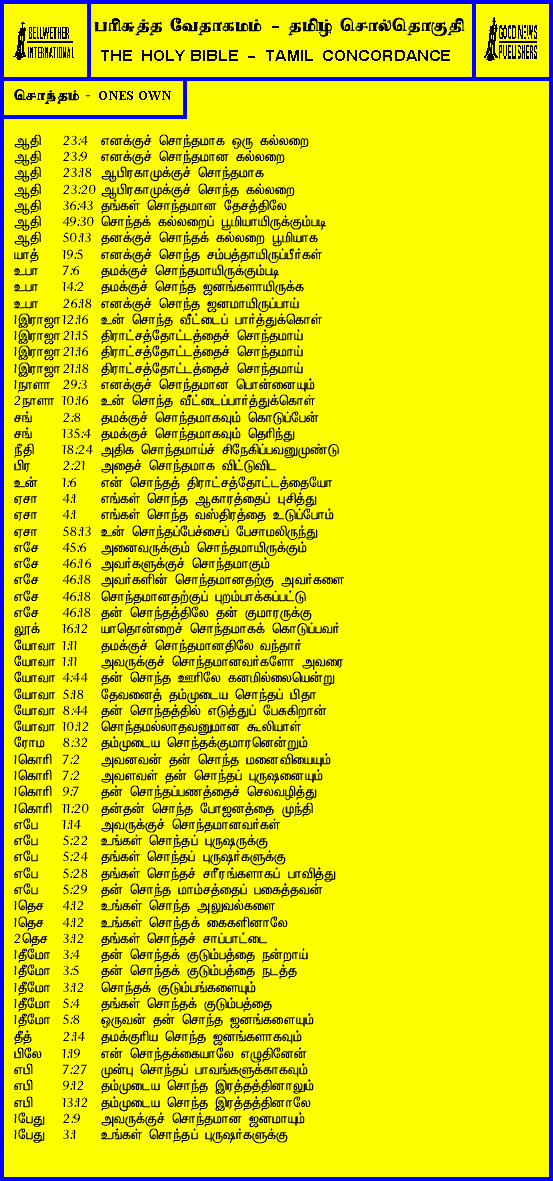 BELLWETHER INTERNATIONAL
பரிசுத்த வேதாகமம் - தமிழ் சொல்தொகுதி
THE HOLY BIBLE - TAMIL CONCORDANCE
GOOD NEWS PUBLISHERS
சொந்தம் - ONES OWN
ஆதி 23:4 எனக்குச் சொந்தமாக ஒரு கல்லறை
ஆதி 23:9 எனக்குச் சொந்தமான கல்லறை
ஆதி 23:18 ஆபிரகாமுக்குச் சொந்தமாக
ஆதி 23:20 ஆபிரகாமுக்குச் சொந்த கல்லறை
ஆதி 36:43 தங்கள் சொந்தமான தேசத்திலே
ஆதி 49:30 சொந்தக் கல்லறைப் பூமியாயிருக்கும்படி
ஆதி 50:13 தனக்குச் சொந்தக் கல்லறை பூமியாக
யாத் 19:5 எனக்குச் சொந்த சம்பத்தாயிருப்பீர்கள்
உபா 7:6 தமக்குச் சொந்தமாயிருக்கும்படி
உபா 14:2 தமக்குச் சொந்த ஜனங்களாயிருக்க
உபா 26:18 எனக்குச் சொந்த ஜனமாயிருப்பாய்
1இராஜா 12:16 உன் சொந்த வீட்டைப் பார்த்துக்கொள்
1இராஜா 21:15 திராட்சத்தோட்டத்தைச் சொந்தமாய்
1இராஜா 21:16 திராட்சத்தோட்டத்தைச் சொந்தமாய்
1இராஜா 21:18 திராட்சத்தோட்டத்தைச் சொந்தமாய்
1நாளா 29:3 எனக்குச் சொந்தமான பொன்னையும்
2நாளா 10:16 உன் சொந்த வீட்டைப்பார்த்துக்கொள்
சங் 2:8 தமக்குச் சொந்தமாகவும் கொடுப்பேன்
சங் 135:4 தமக்குச் சொந்தமாகவும் தெரிந்து
நீதி 18:24 அதிக சொந்தமாய்ச் சிநேகிப்பவனுமுண்டு
பிர 2:21 அதைச் சொந்தமாக விட்டுவிட
உன் 1:6 என் சொந்தத் திராட்சத்தோட்டத்தையோ
ஏசா 4:1 எங்கள் சொந்த ஆகாரத்தைப் புசித்து
ஏசா 4:1 எங்கள் சொந்த வஸ்திரத்தை உடுப்போம்
ஏசா 58:13 உன் சொந்தப்பேச்சைப் பேசாமலிருந்து
எசே 45:6 அனைவருக்கும் சொந்தமாயிருக்கும்
எசே 46:16 அவர்களுக்குச் சொந்தமாகும்
எசே 46:18 அவர்களின் சொந்தமானதற்கு அவர்களை
எசே 46:18 சொந்தமானதற்குப் புறம்பாக்கப்பட்டு
எசே 46:18 தன் சொந்தத்திலே தன் குமாரருக்கு
லூக் 16:12 யாதொன்றைச் சொந்தமாகக் கொடுப்பவர்
யோவா 1:11 தமக்குச் சொந்தமானதிலே வந்தார்
யோவா 1:11 அவருக்குச் சொந்தமானவர்களோ அவரை
யோவா 4:44 தன் சொந்த ஊரிலே கனமில்லையென்று
யோவா 5:18 தேவனைத் தம்முடைய சொந்தப் பிதா
யோவா 8:44 தன் சொந்தத்தில் எடுத்துப் பேசுகிறான்
யோவா 10:12 சொந்தமல்லாதவனுமான கூலியாள்
ரோம 8:32 தம்முடைய சொந்தக்குமாரனென்றும்
1கொரி 7:2 அவனவன் தன் சொந்த மனைவியையும்
1கொரி 7:2 அவளவள் தன் சொந்தப் புருஷனையும்
1கொரி 9:7 தன் சொந்தப்பணத்தைச் செலவழித்து
1கொரி 11:20 தன்தன் சொந்த போஜனத்தை முந்தி
எபே 1:14 அவருக்குச் சொந்தமானவர்கள்
எபே 5:22 உங்கள் சொந்தப் புருஷருக்கு
எபே 5:24 தங்கள் சொந்தப் புருஷர்களுக்கு
எபே 5:28 தங்கள் சொந்தச் சரீரங்களாகப் பாவித்து
எபே 5:29 தன் சொந்த மாம்சத்தைப் பகைத்தவன்
1தெச 4:12 உங்கள் சொந்த அலுவல்களை
1தெச 4:12 உங்கள் சொந்தக் கைகளினாலே
2தெச 3:12 தங்கள் சொந்தச் சாப்பாட்டை
1தீமோ 3:4 தன் சொந்தக் குடும்பத்தை நன்றாய்
1தீமோ 3:5 தன் சொந்தக் குடும்பத்தை நடத்த
1தீமோ 3:12 சொந்தக் குடும்பங்களையும்
1தீமோ 5:4 தங்கள் சொந்தக் குடும்பத்தை
1தீமோ 5:8 ஒருவன் தன் சொந்த ஜனங்களையும்
தீத் 2:14 தமக்குரிய சொந்த ஜனங்களாகவும்
பிலே 1:19 என் சொந்தக்கையாலே எழுதினேன்
எபி 7:27 முன்பு சொந்தப் பாவங்களுக்காகவும்
எபி 9:12 தம்முடைய சொந்த இரத்தத்தினாலும்
எபி 13:12 தம்முடைய சொந்த இரத்தத்தினாலே
1பேது 2:9 அவருக்குச் சொந்தமான ஜனமாயும்
1பேது 3:1 உங்கள் சொந்தப் புருஷர்களுக்கு